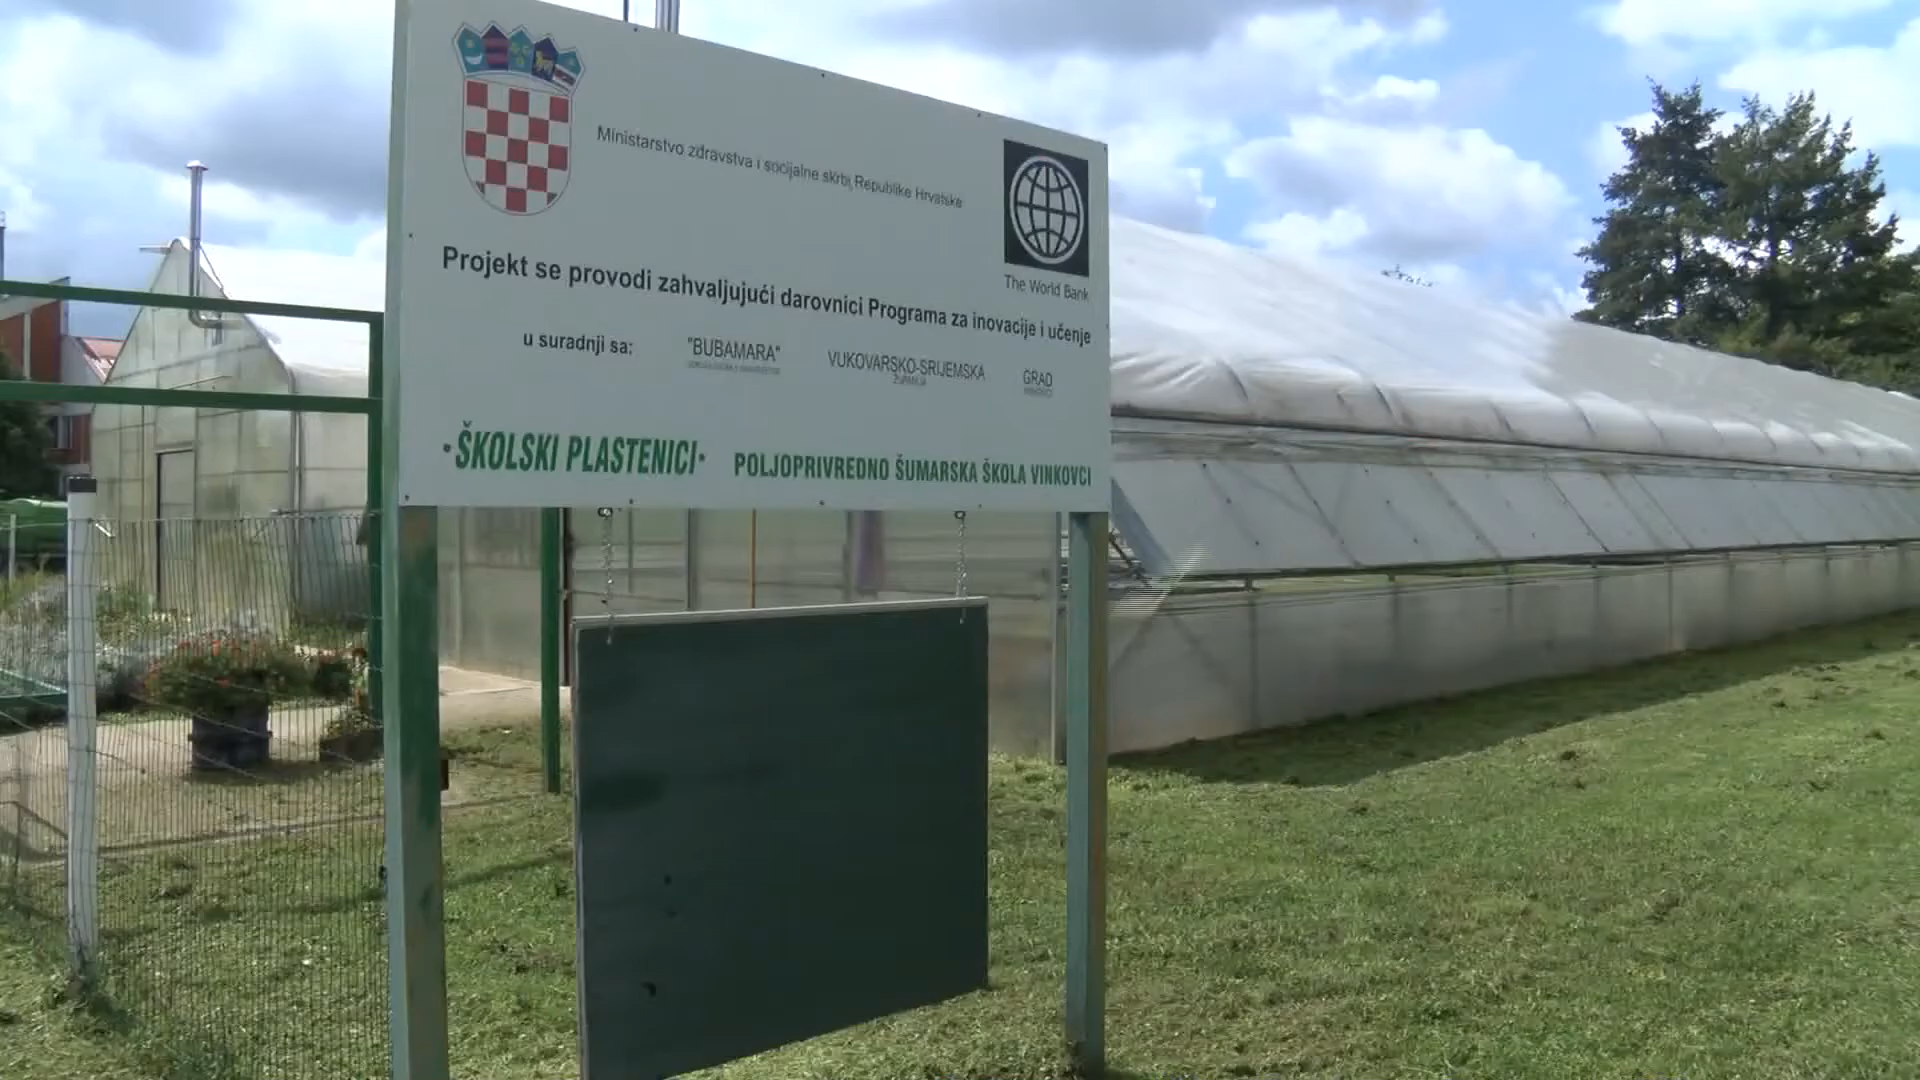 Ministarstvo zdravstva i socijalne skrbi Republike Hrvatske
The World Bank
Projekt se provodi zahvaljujući darovnici Programa za inovacije i učenje
u suradnji sa:
"BUBAMARA"
VUKOVARSKO-SRIJEMSKA
ŽUPANIJA
GRAD
VINKOVCI
·ŠKOLSKI PLASTENICI·
POLJOPRIVREDNO ŠUMARSKA ŠKOLA VINKOVCI